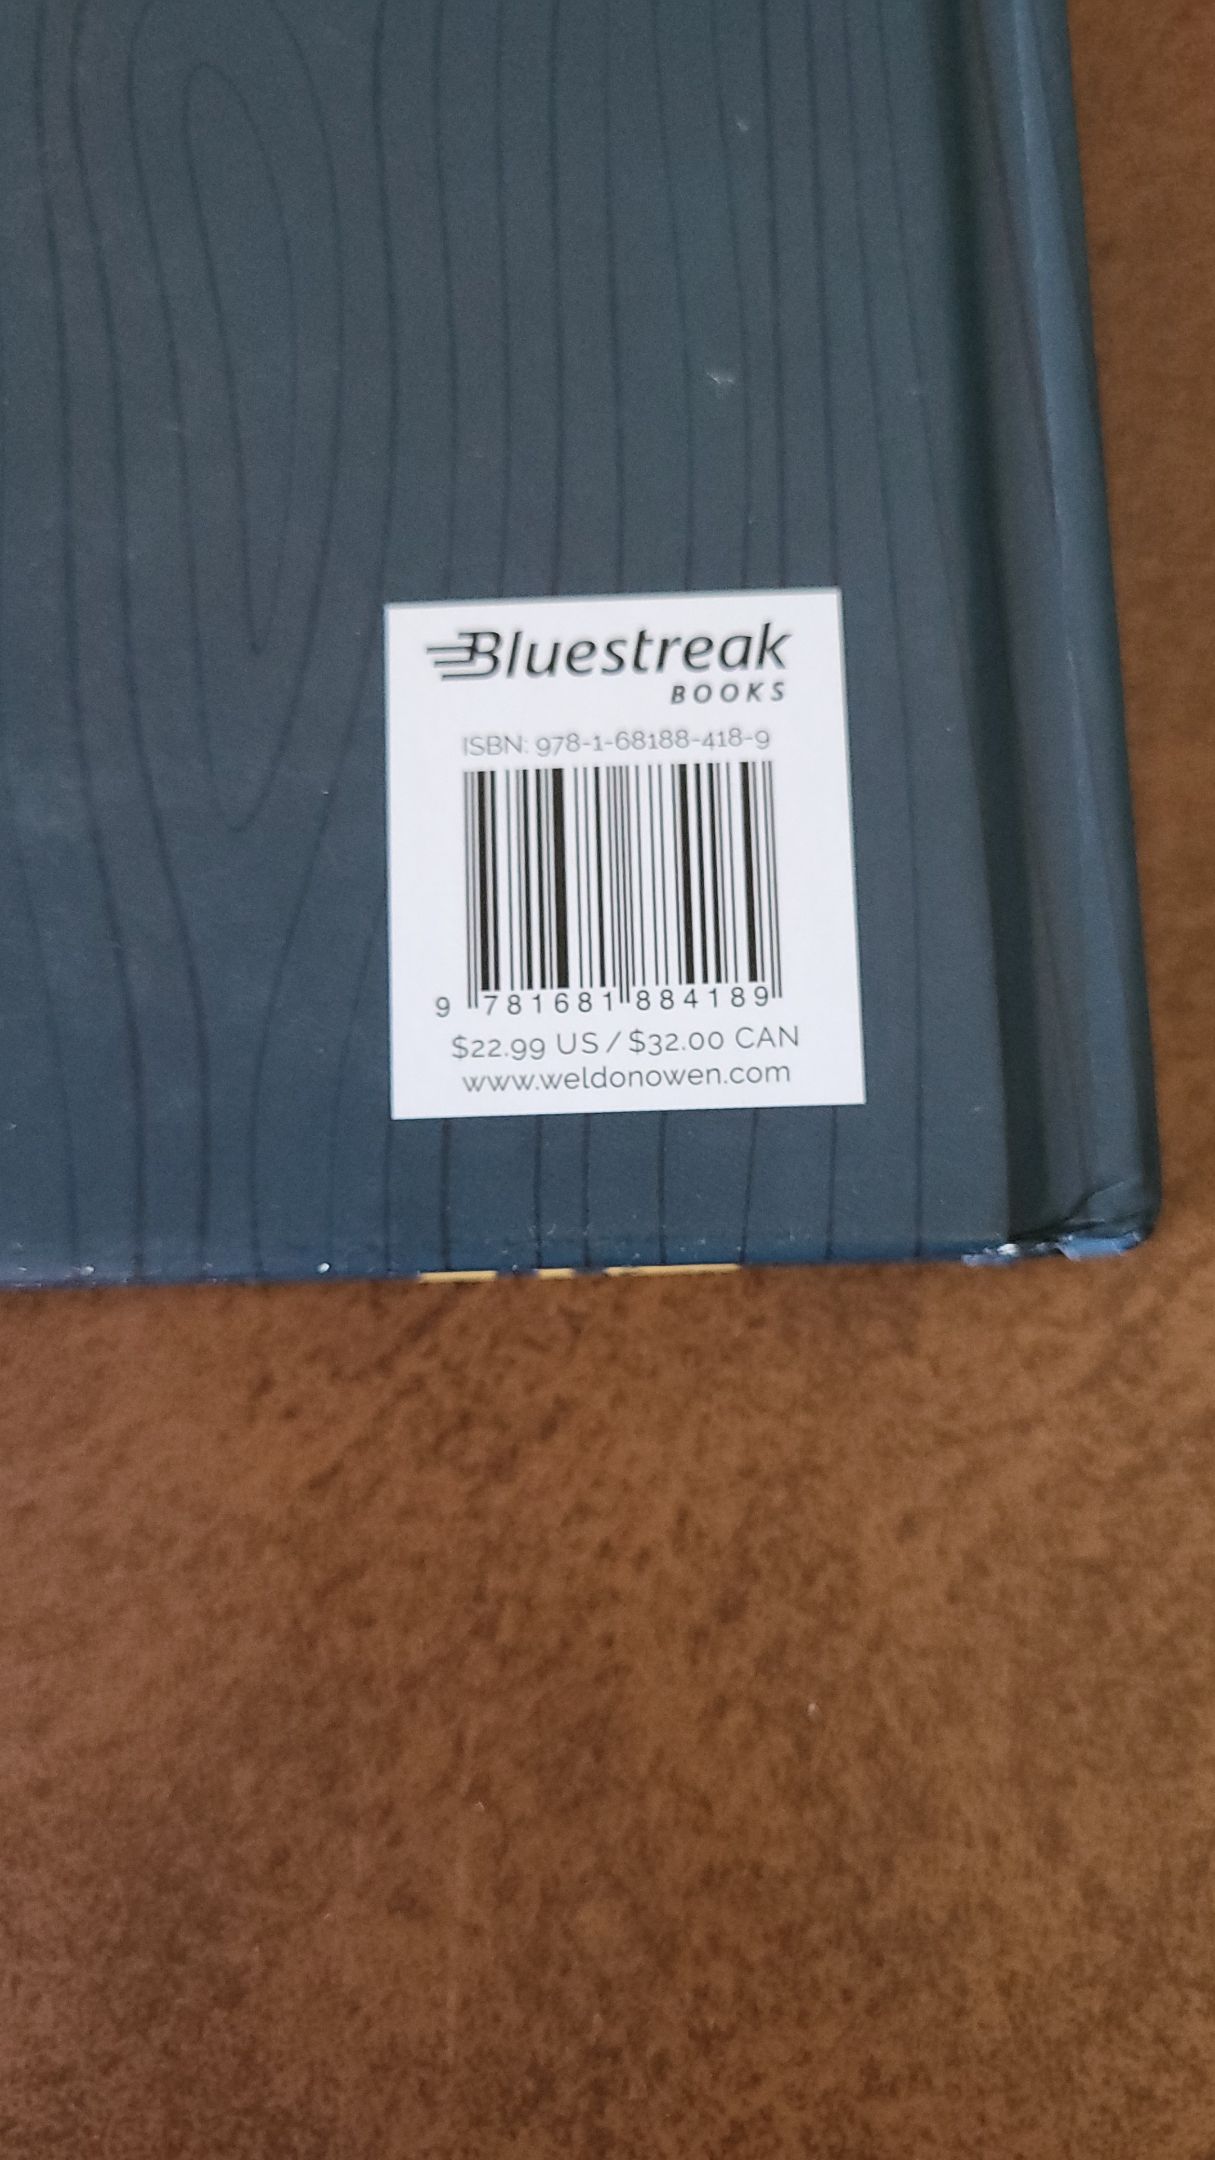 Bluestreak
BOOKS
ISBN: 978-1-68188-418-9
9 781681 884189
$22.99 US / $32.00 CAN
www.weldonowen.com